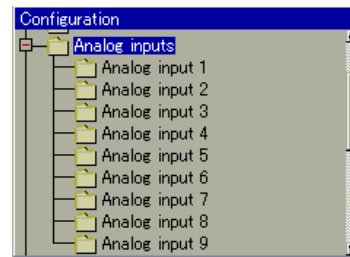 Configuration
Analog inputs
Analog input 1
Analog input 2
Analog input 3
Analog input 4
Analog input 5
Analog input 6
Analog input 7
Analog input 8
Analog input 9